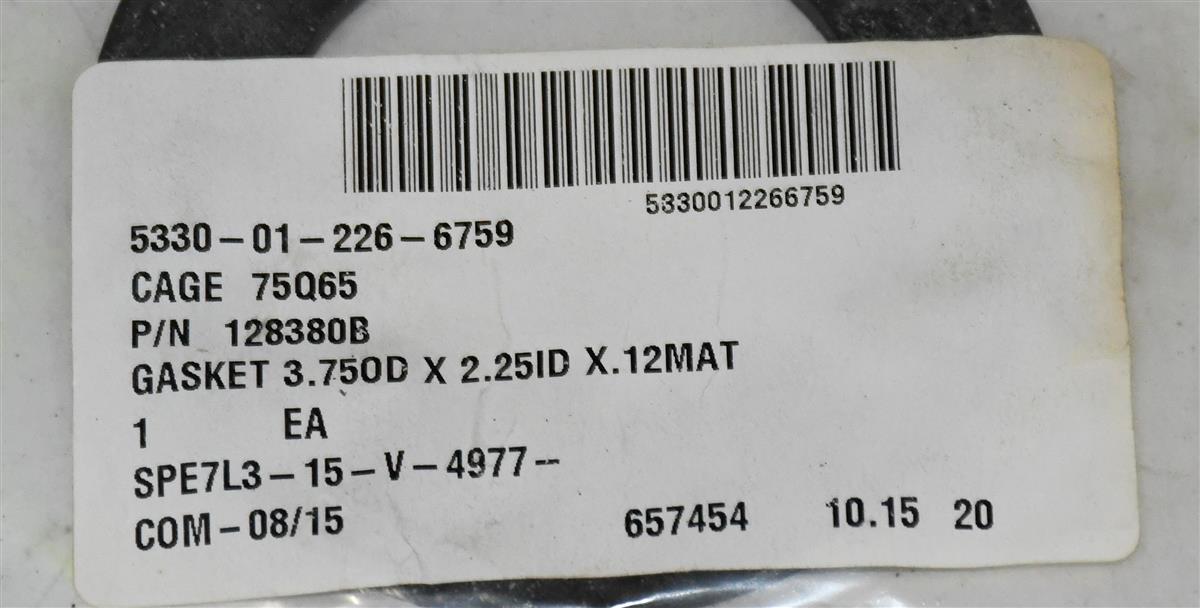 5330012266759
5330-01-226-6759
CAGE 75Q65
P/N 128380B
GASKET 3.750D X 2.25ID X.12MAT
1 EA
SPE7L3-15-V-4977--
COM-08/15 657454 10.15 20